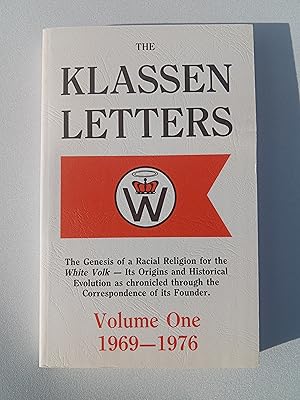 THE
KLASSEN
LETTERS
W
The Genesis of a Racial Religion for the
White Volk — Its Origins and Historical
Evolution as chronicled through the
Correspondence of its Founder.
Volume One
1969—1976